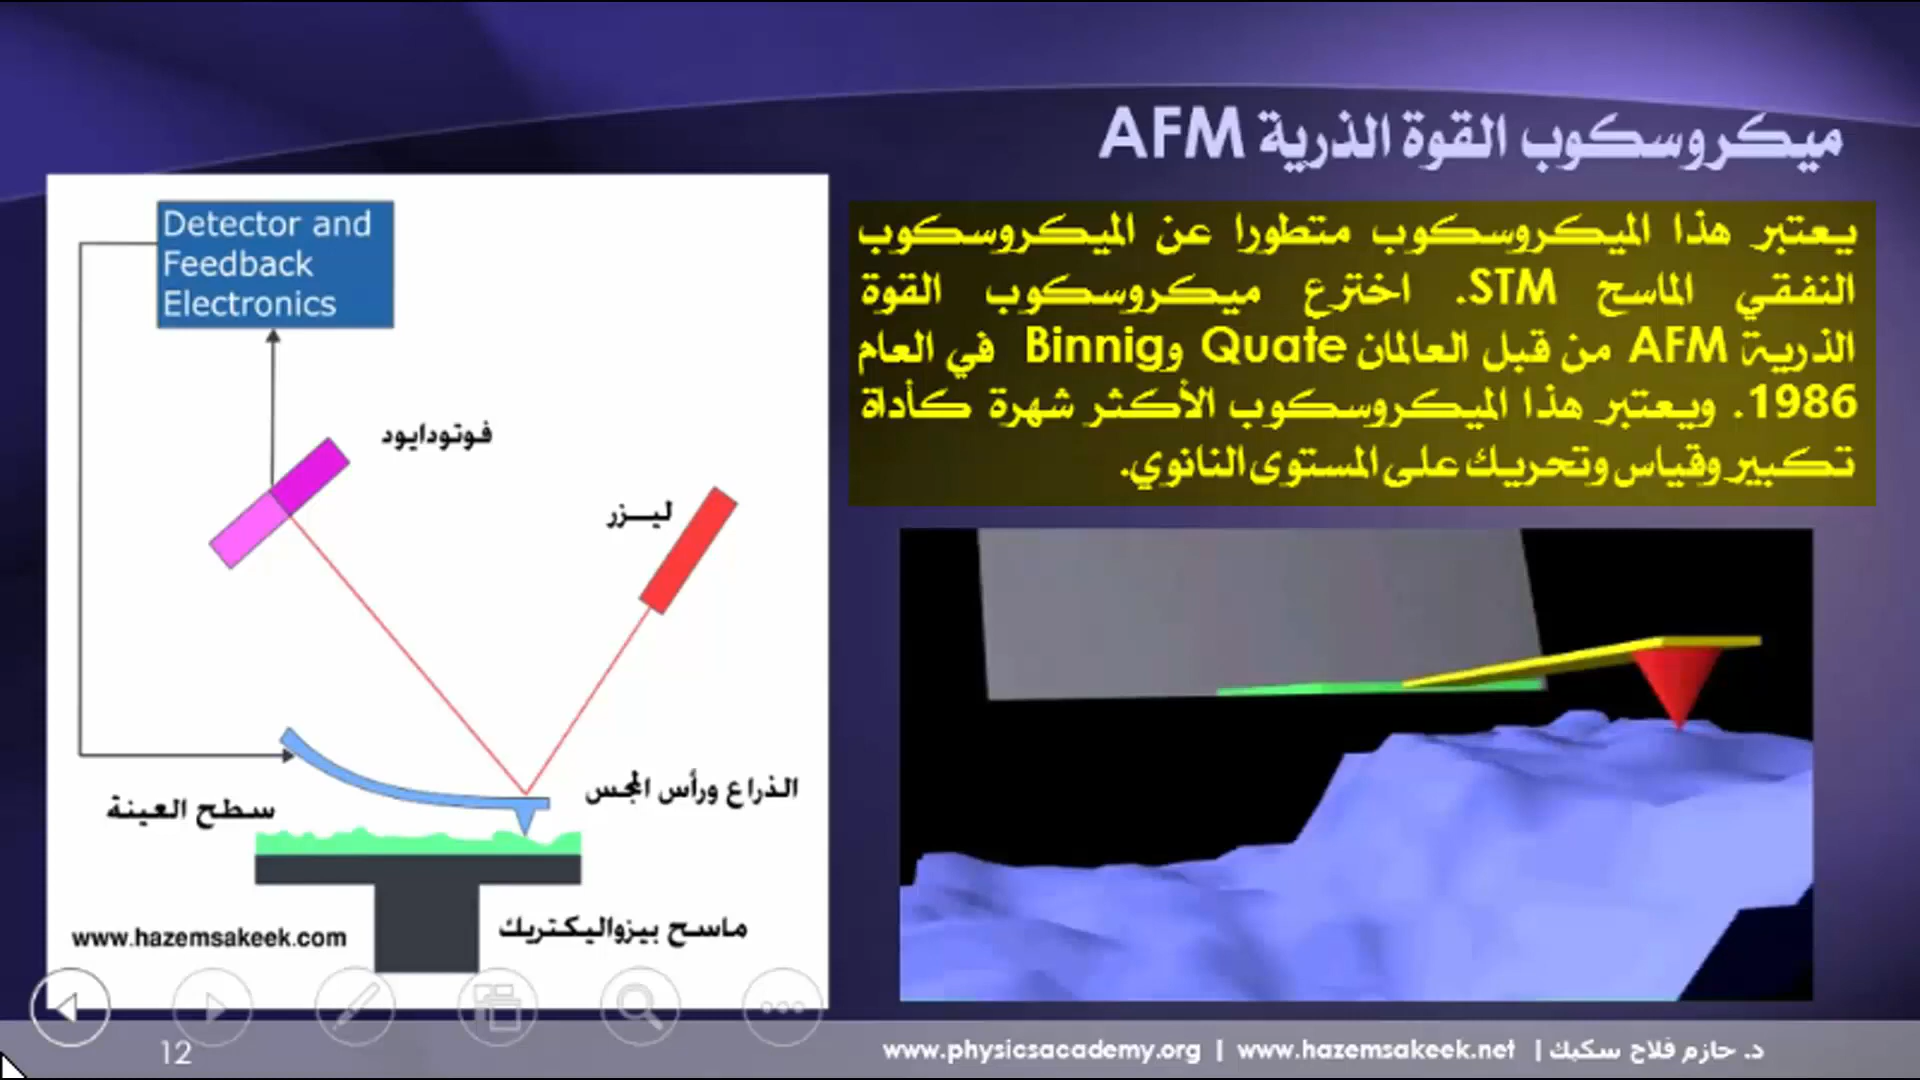 ميكروسكوب القوة الذرية AFM
يعتبر هذا الميكروسكوب متطورا عن الميكروسكوب
النفقي الماسح STM. اخترع ميكروسكوب القوة
الذرية AFM من قبل العالمان Quate وBinnig في العام
1986. ويعتبر هذا الميكروسكوب الأكثر شهرة كأداة
تكبير وقياس وتحريك على المستوى النانوي.
Detector and
Feedback
Electronics
فوتودايود
ليـــزر
الذراع ورأس المجس
سطح العينة
ماسح بيزواليكتريك
www.hazemsakeek.com
12
www.physicsacademy.org | www.hazemsakeek.net | د. حازم فلاح سكيك